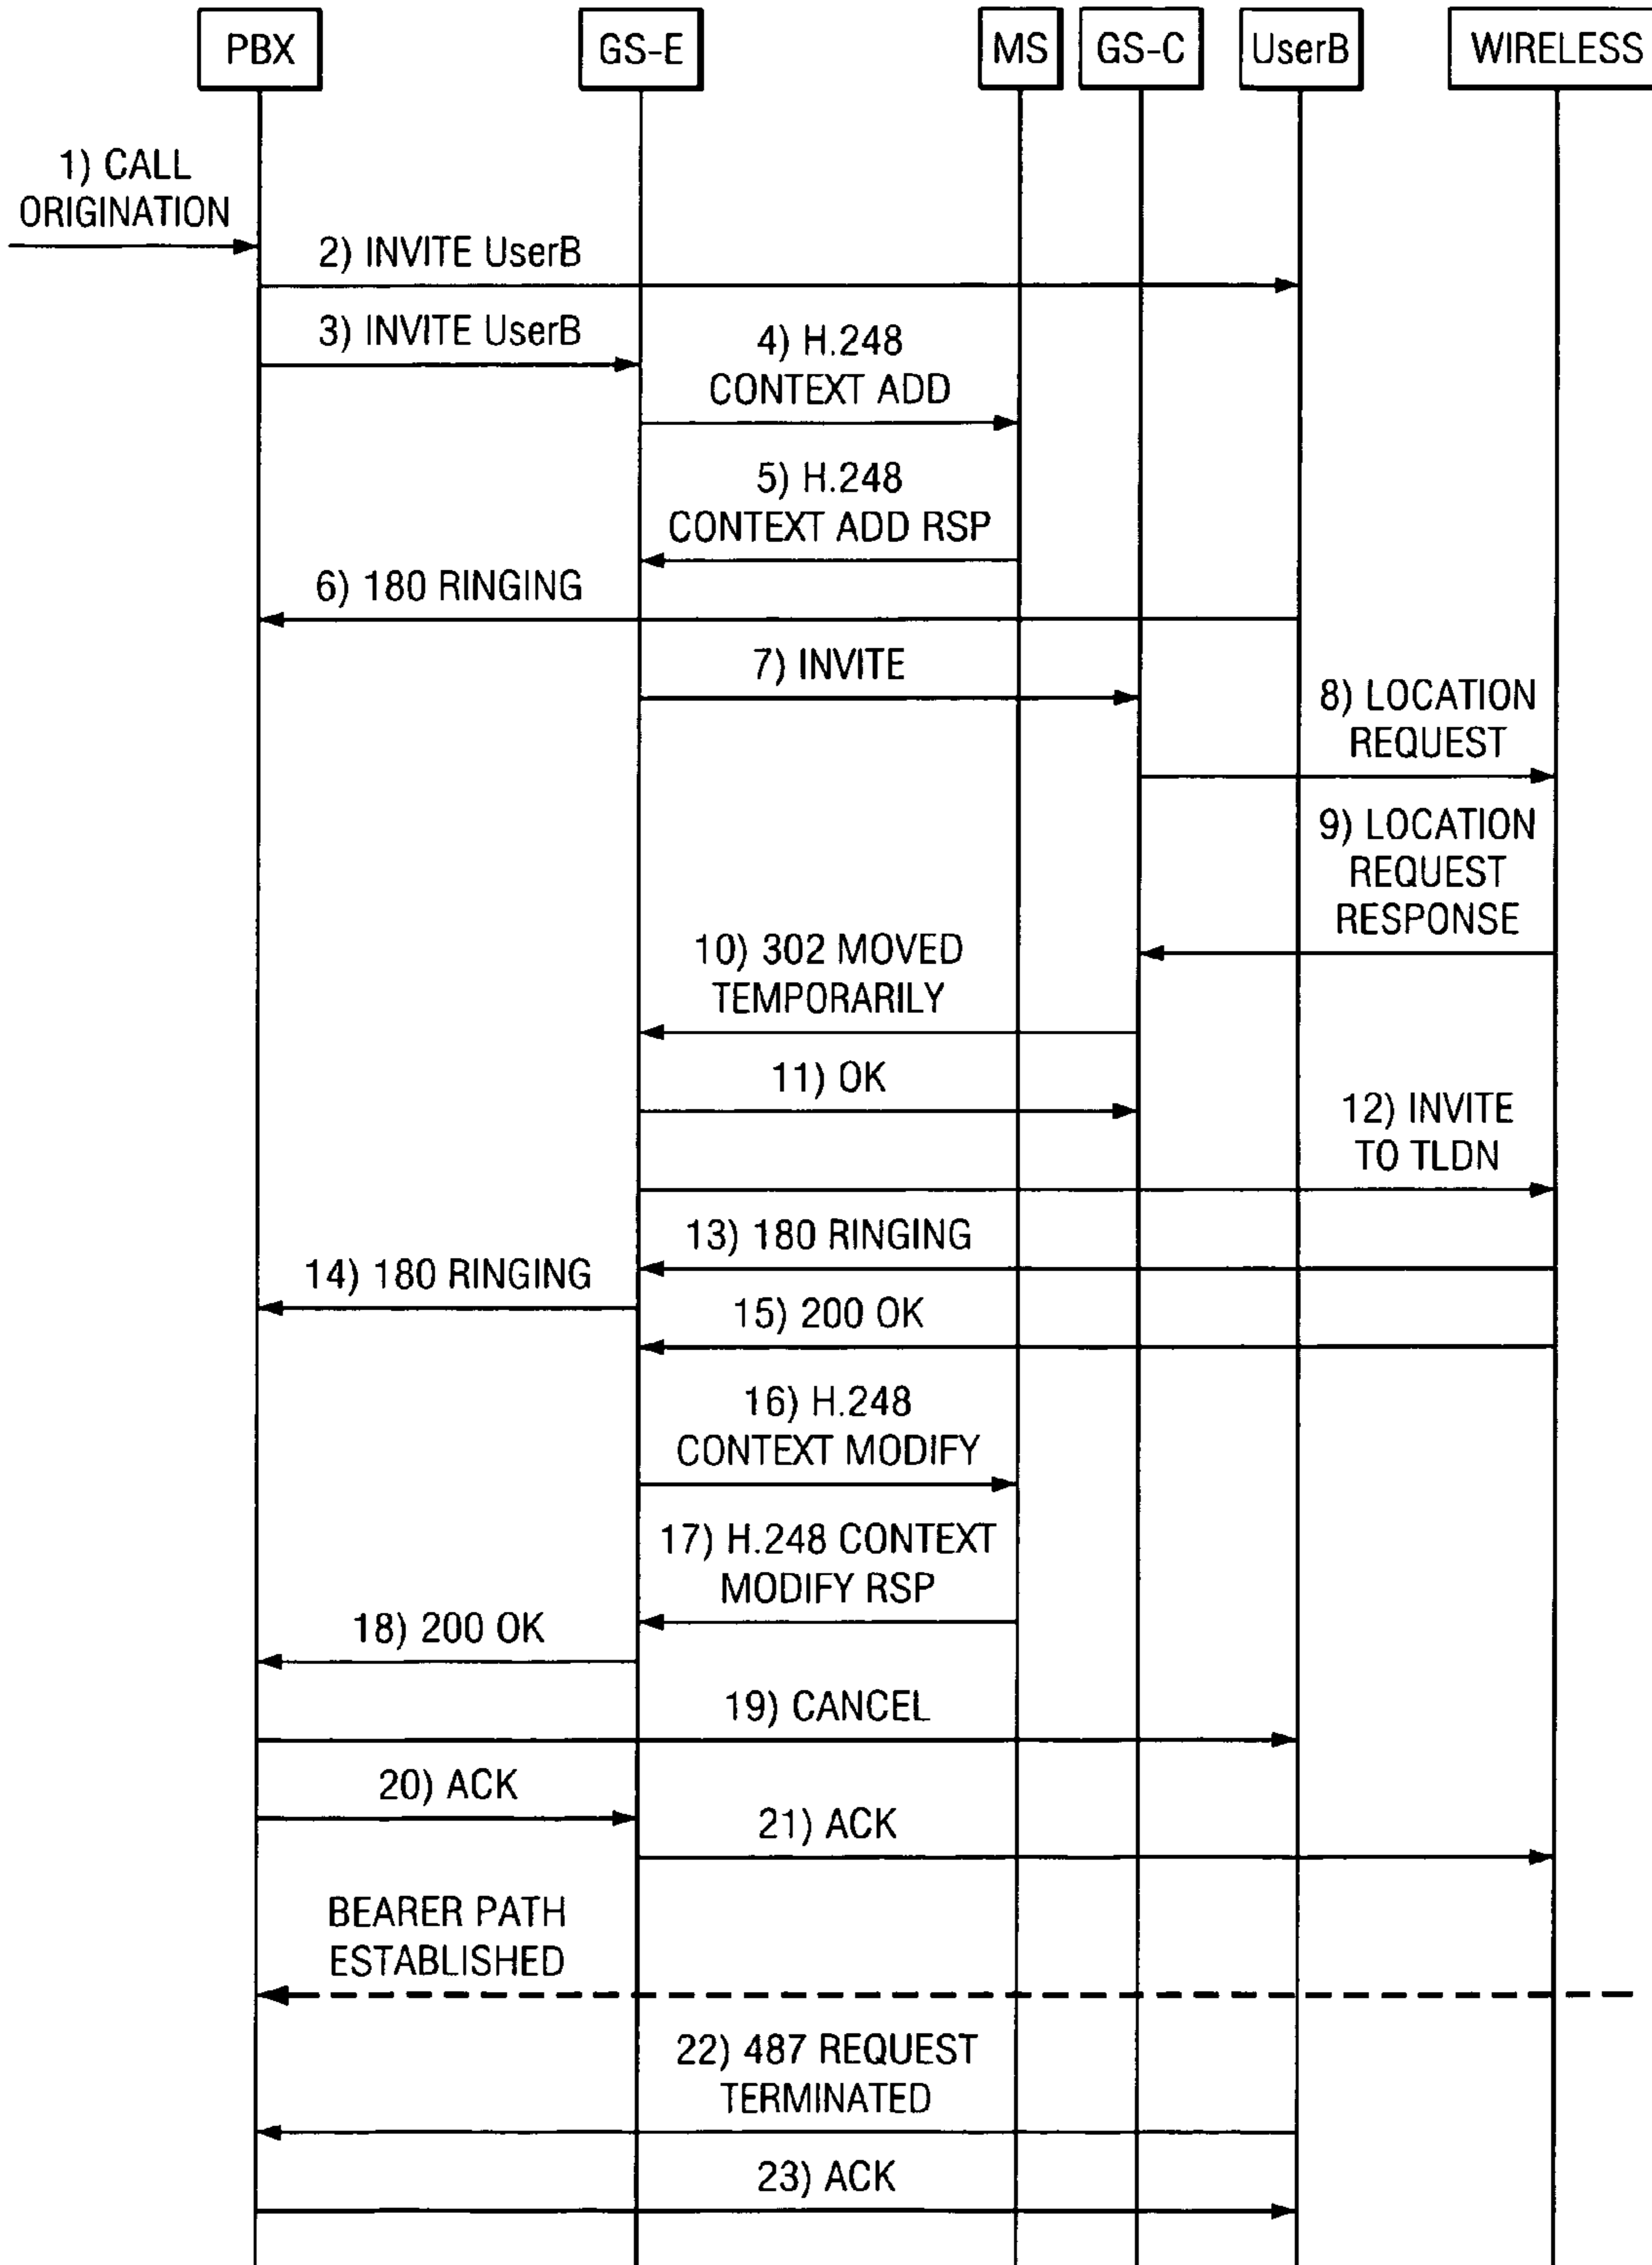 PBX
GS-E
MS
GS-C
UserB
WIRELESS
1) CALL
ORIGINATION
2) INVITE UserB
3) INVITE UserB
4) H.248
CONTEXT ADD
5) H.248
CONTEXT ADD RSP
6) 180 RINGING
7) INVITE
8) LOCATION
REQUEST
9) LOCATION
REQUEST
RESPONSE
10) 302 MOVED
TEMPORARILY
11) OK
12) INVITE
TO TLDN
13) 180 RINGING
14) 180 RINGING
15) 200 OK
16) H.248
CONTEXT MODIFY
17) H.248 CONTEXT
MODIFY RSP
18) 200 OK
19) CANCEL
20) ACK
21) ACK
BEARER PATH
ESTABLISHED
22) 487 REQUEST
TERMINATED
23) ACK